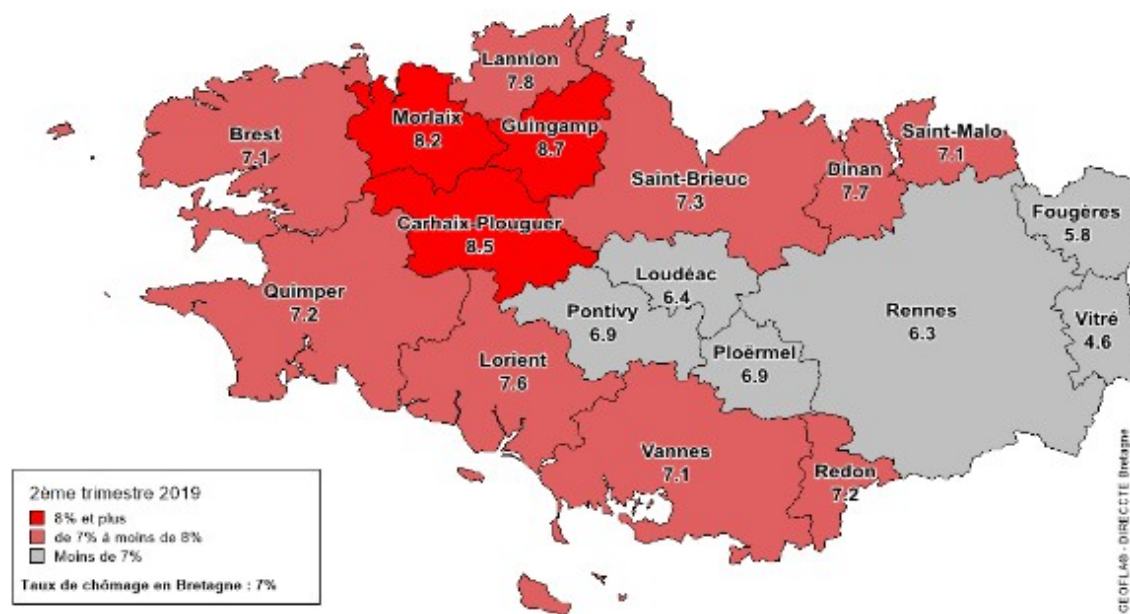 Lannion
7.8
Morlaix
8.2
Guingamp
8.7
Brest
7.1
Saint-Malo
7.1
Saint-Brieuc
7.3
Dinan
7.7
Fougères
5.8
Carhaix-Plouguer
8.5
Loudéac
6.4
Quimper
7.2
Pontivy
6.9
Rennes
6.3
Vitré
4.6
Ploërmel
6.9
Lorient
7.6
Vannes
7.1
Redon
7.2
2ème trimestre 2019
8% et plus
de 7% à moins de 8%
Moins de 7%
Taux de chômage en Bretagne : 7%
GEOFLA® - DIRECCTE Bretagne